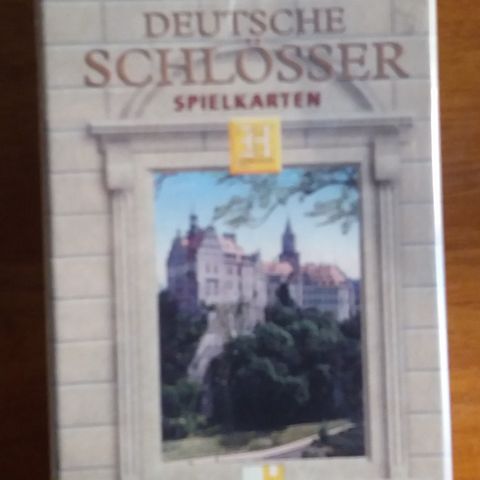 DEUTSCHE
SCHLÖSSER
SPIELKARTEN
H